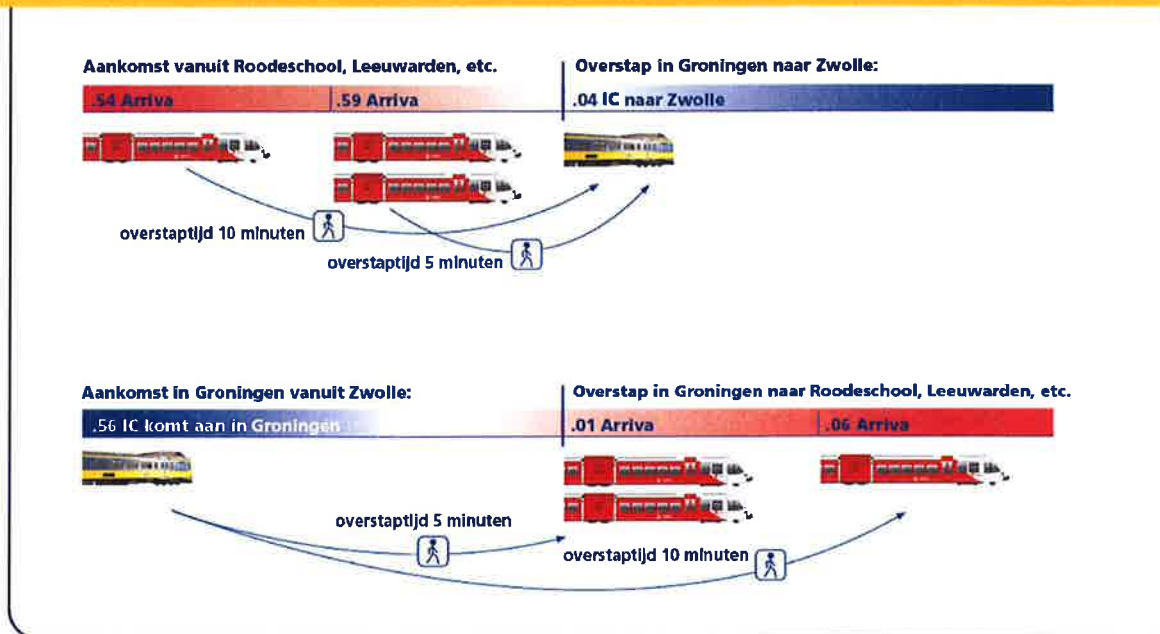 Aankomst vanuit Roodeschool, Leeuwarden, etc.
Overstap in Groningen naar Zwolle:
.54 Arriva
.59 Arriva
.04 IC naar Zwolle
overstaptijd 10 minuten
overstaptijd 5 minuten
Aankomst in Groningen vanuit Zwolle:
Overstap in Groningen naar Roodeschool, Leeuwarden, etc.
.56 IC komt aan in Groningen
.01 Arriva
.06 Arriva
overstaptijd 5 minuten
overstaptijd 10 minuten